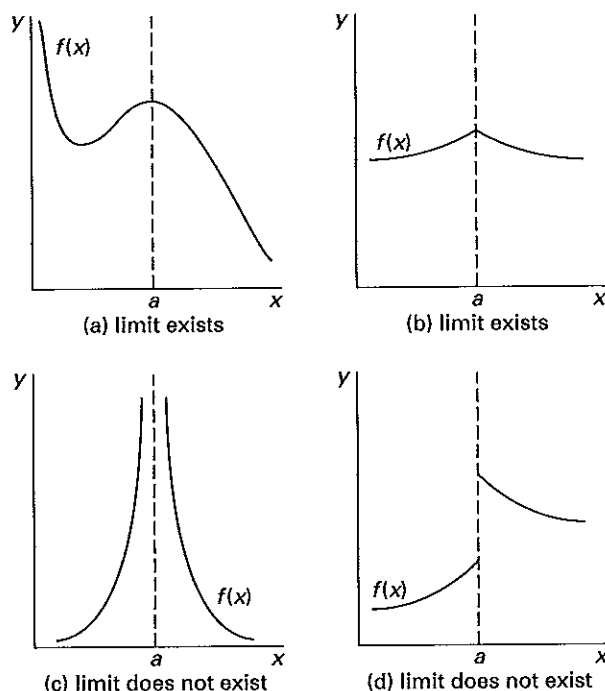 y
f(x)
a
x
(a) limit exists
y
f(x)
a
x
(b) limit exists
y
f(x)
a
x
(c) limit does not exist
y
f(x)
a
x
(d) limit does not exist